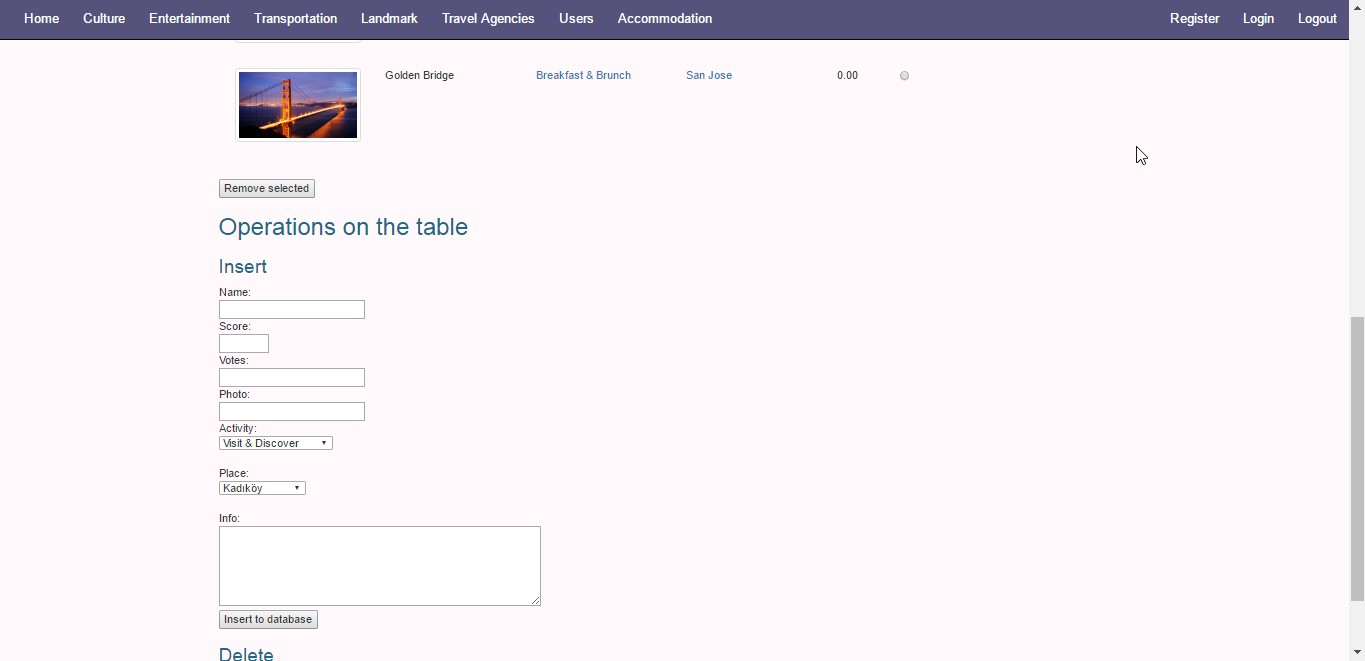 Home Culture Entertainment Transportation Landmark Travel Agencies Users Accommodation Register Login Logout
Golden Bridge Breakfast & Brunch San Jose 0.00
Remove selected
Operations on the table
Insert
Name:
Score:
Votes:
Photo:
Activity:
Visit & Discover
Place:
Kadıköy
Info:
Insert to database
Delete